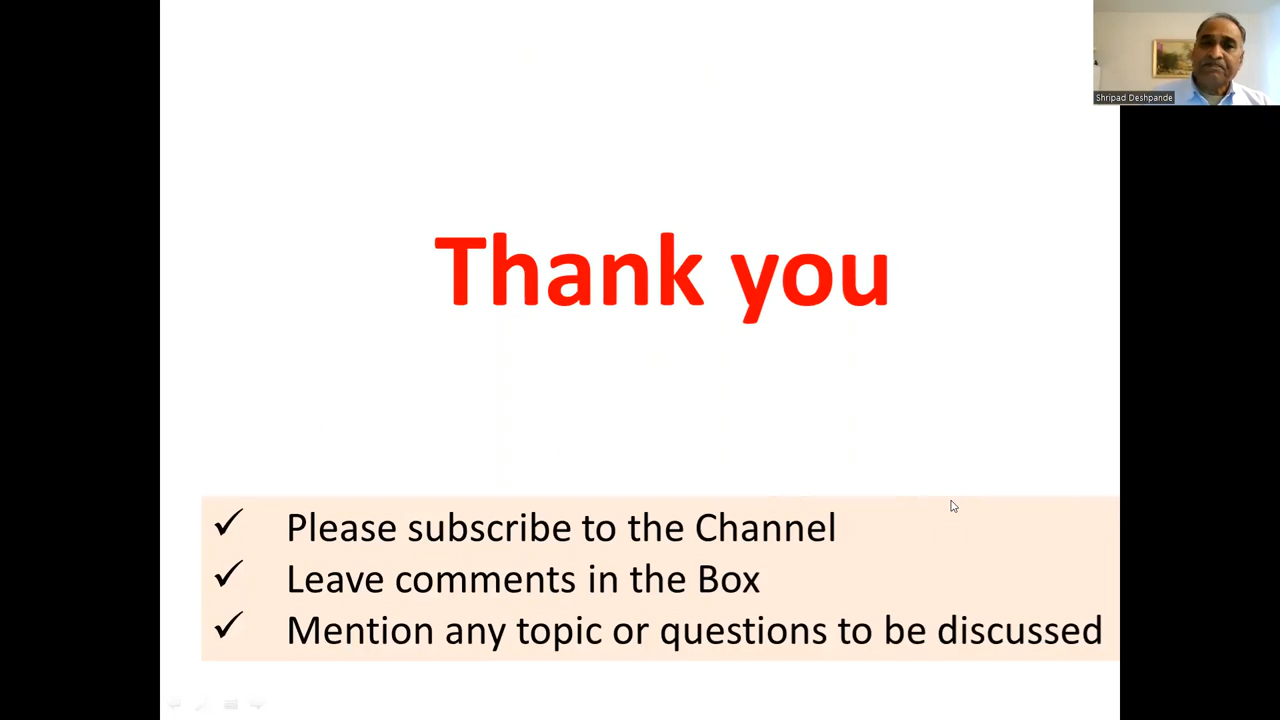 Shripad Deshpande
Thank you
✓ Please subscribe to the Channel
✓ Leave comments in the Box
✓ Mention any topic or questions to be discussed